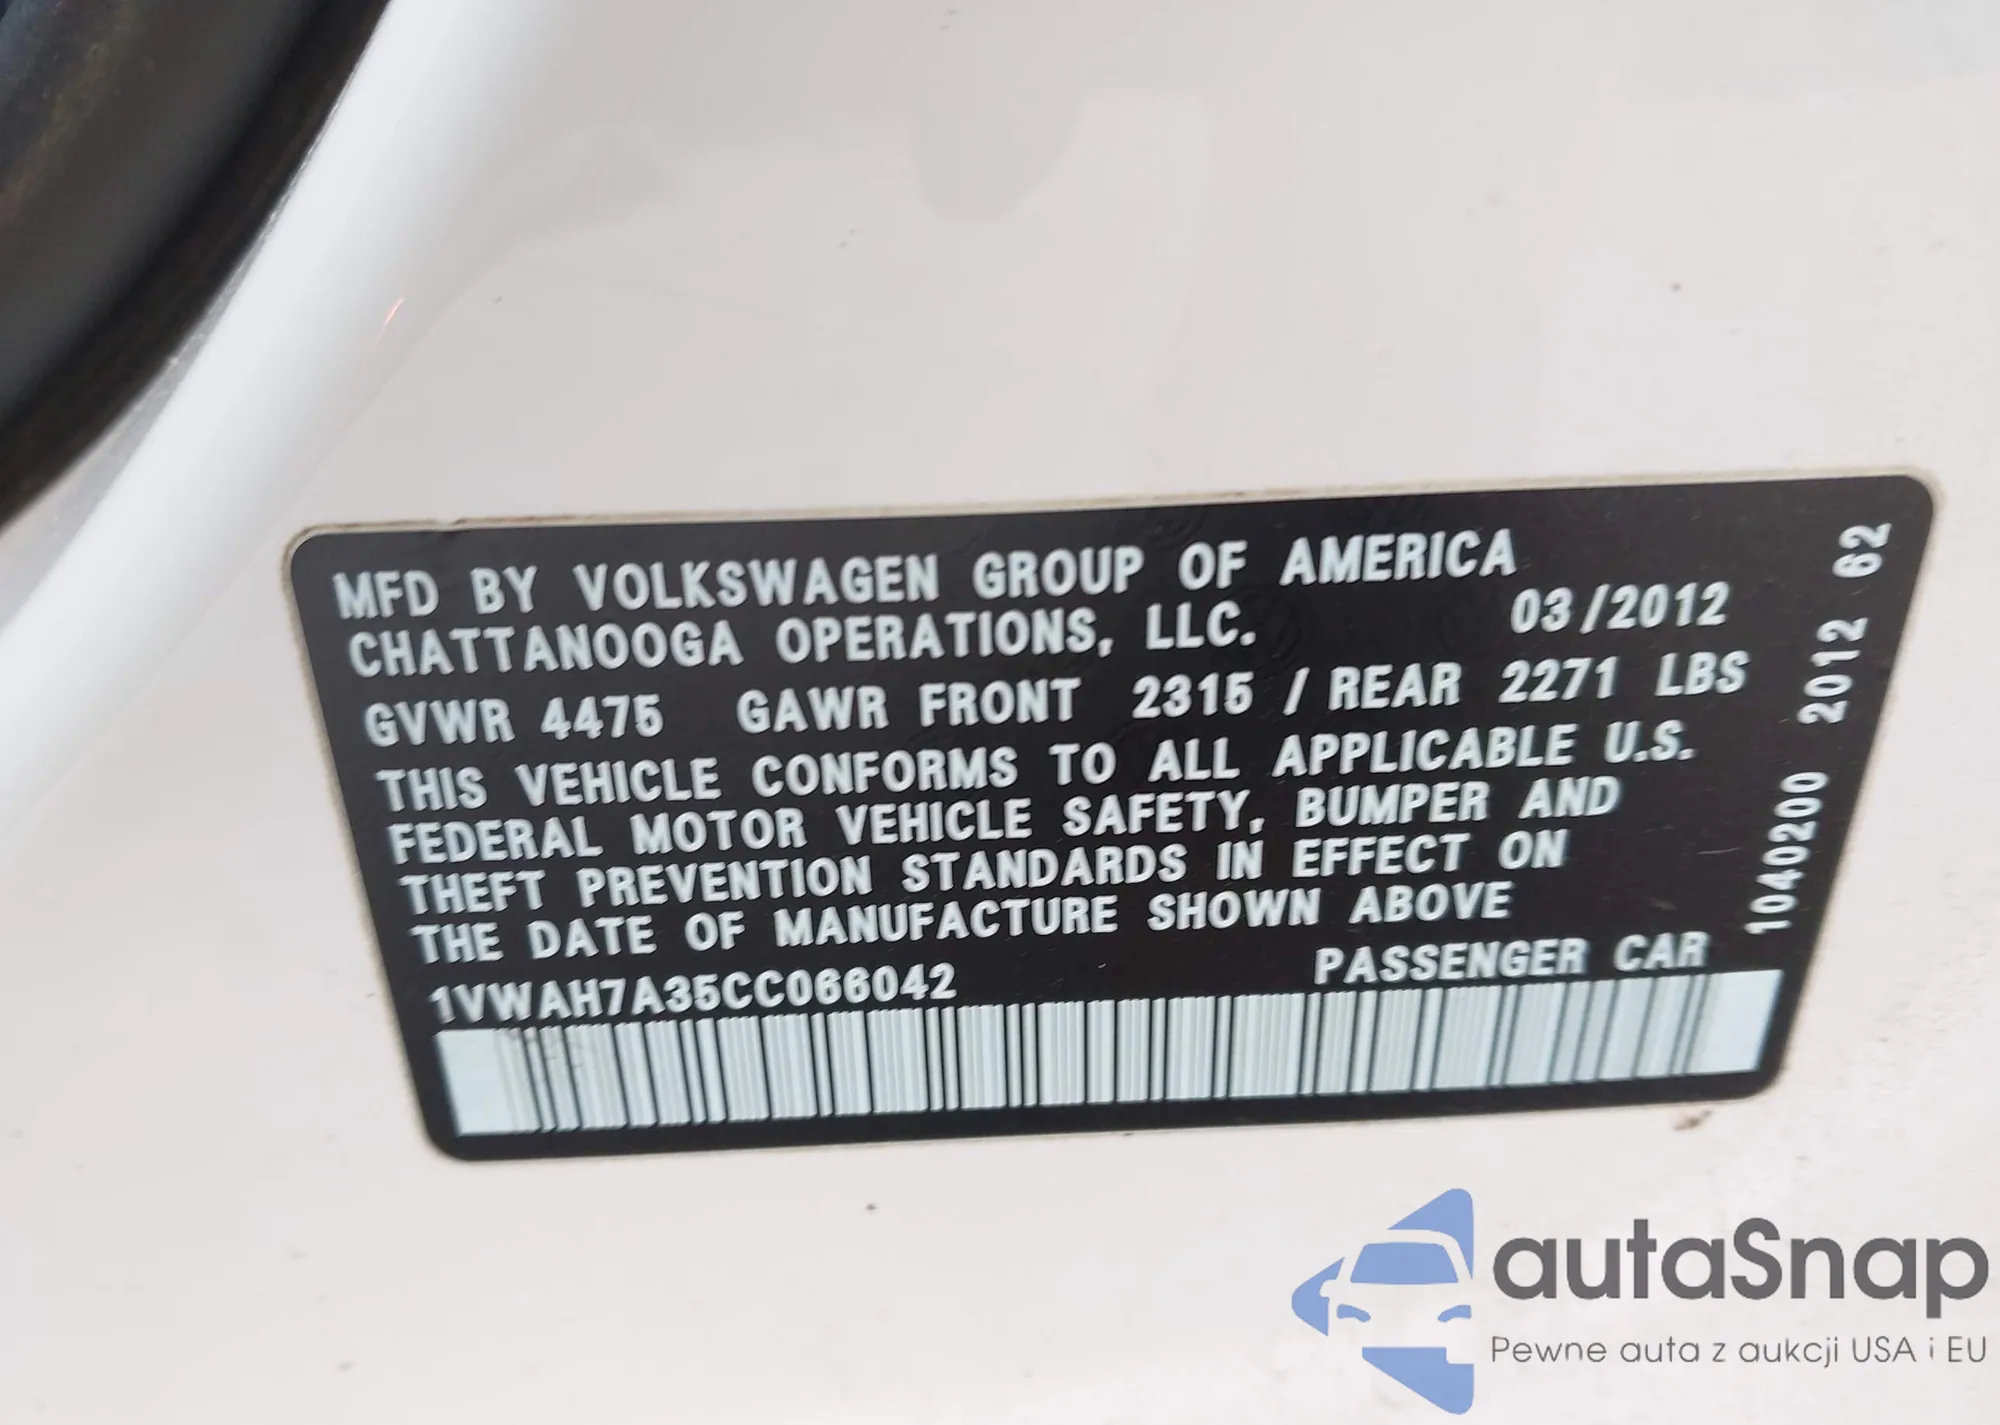 MFD BY VOLKSWAGEN GROUP OF AMERICA
CHATTANOOGA OPERATIONS, LLC. 03/2012
GVWR 4475 GAWR FRONT 2315 / REAR 2271 LBS
THIS VEHICLE CONFORMS TO ALL APPLICABLE U.S.
FEDERAL MOTOR VEHICLE SAFETY, BUMPER AND
THEFT PREVENTION STANDARDS IN EFFECT ON
THE DATE OF MANUFACTURE SHOWN ABOVE
1VWAH7A35CC066042 PASSENGER CAR
1040200 2012 62
autaSnap
Pewne auta z aukcji USA i EU